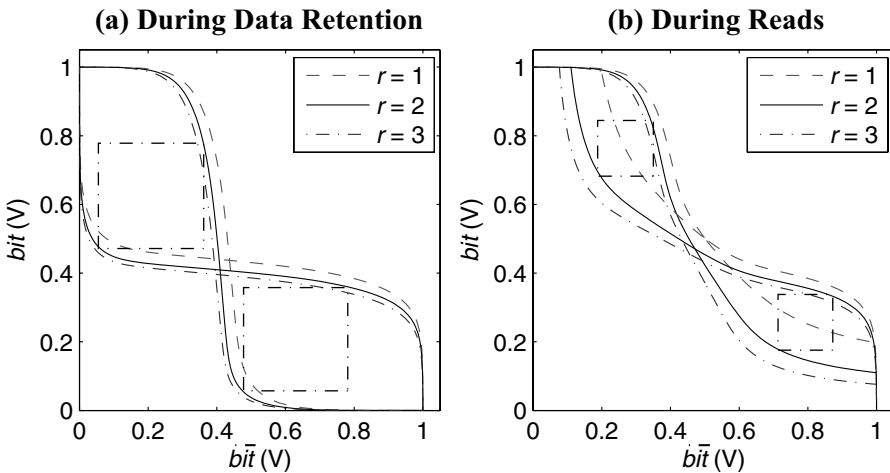 (a) During Data Retention
(b) During Reads
1
0.8
0.6
0.4
0.2
0
bit (V)
r = 1
r = 2
r = 3
0 0.2 0.4 0.6 0.8 1
bi̅t̅ (V)
1
0.8
0.6
0.4
0.2
0
bit (V)
r = 1
r = 2
r = 3
0 0.2 0.4 0.6 0.8 1
bi̅t̅ (V)